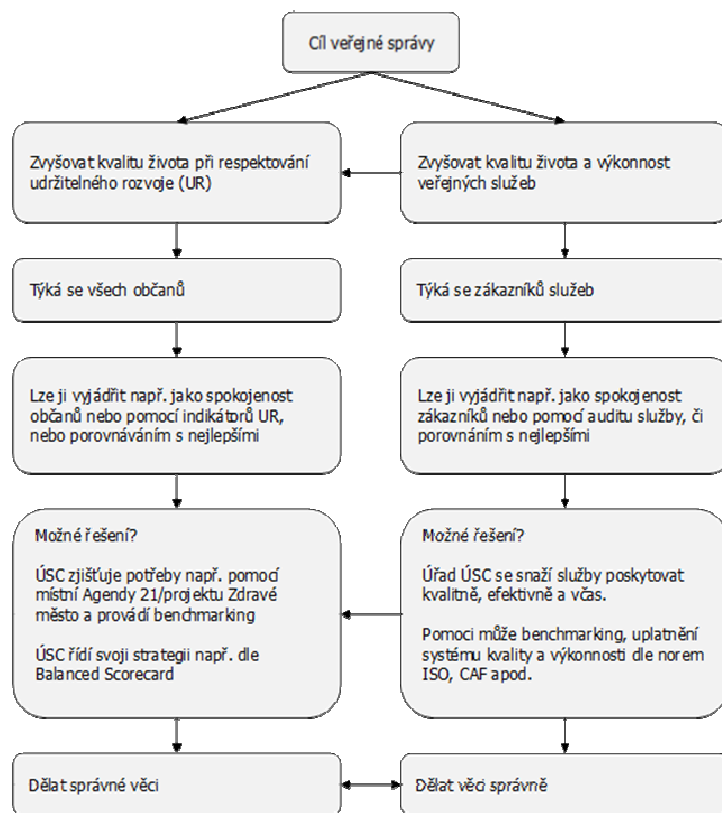 Cíl veřejné správy
Zvyšovat kvalitu života při respektování
udržitelného rozvoje (UR)
Zvyšovat kvalitu života a výkonnost
veřejných služeb
Týká se všech občanů
Týká se zákazníků služeb
Lze ji vyjádřit např. jako spokojenost
občanů nebo pomocí indikátorů UR,
nebo porovnáváním s nejlepšími
Lze ji vyjádřit např. jako spokojenost
zákazníků nebo pomocí auditu služby, či
porovnáním s nejlepšími
Možné řešení?
ÚSC zjišťuje potřeby např. pomocí
místní Agendy 21/projektu Zdravé
město a provádí benchmarking
ÚSC řídí svoji strategii např. dle
Balanced Scorecard
Možné řešení?
Úřad ÚSC se snaží služby poskytovat
kvalitně, efektivně a včas.
Pomoci může benchmarking, uplatnění
systému kvality a výkonnosti dle norem
ISO, CAF apod.
Dělat správné věci
Dělat věci správně